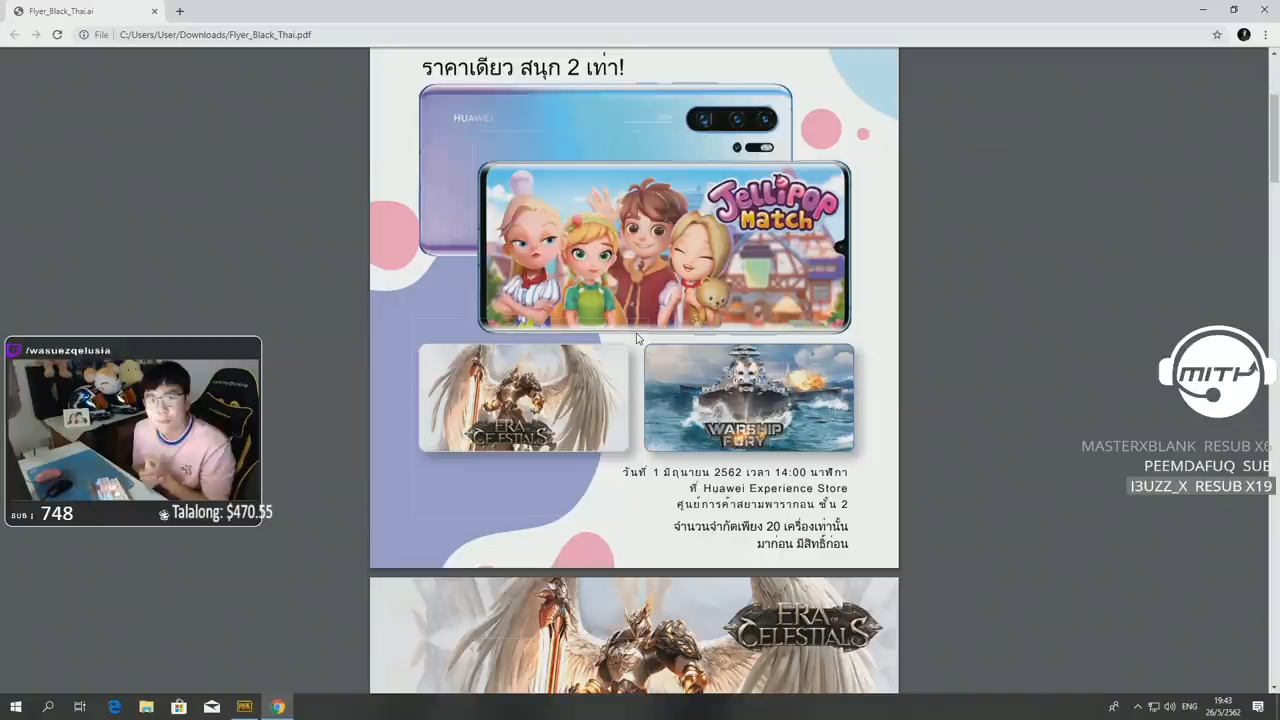 Flyer_Black_Thai.ai
File
C:/Users/User/Downloads/Flyer_Black_Thai.pdf
ราคาเดียว สนุก 2 เท่า!
HUAWEI
JELLIPOP
MATCH
ERA OF
CELESTIALS
WARSHIP
FURY
วันที่ 1 มิถุนายน 2562 เวลา 14:00 นาฬิกา
ที่ Huawei Experience Store
ศูนย์การค้าสยามพารากอน ชั้น 2
จำนวนจำกัดเพียง 20 เครื่องเท่านั้น
มาก่อน มีสิทธิ์ก่อน
ERA OF
CELESTIALS
/wasuezqelusia
SUB | 748
Talalong: $470.55
MITH
MASTERXBLANK RESUB X6
PEEMDAFUQ SUB
I3UZZ_X RESUB X19
ENG
19:43
26/5/2562